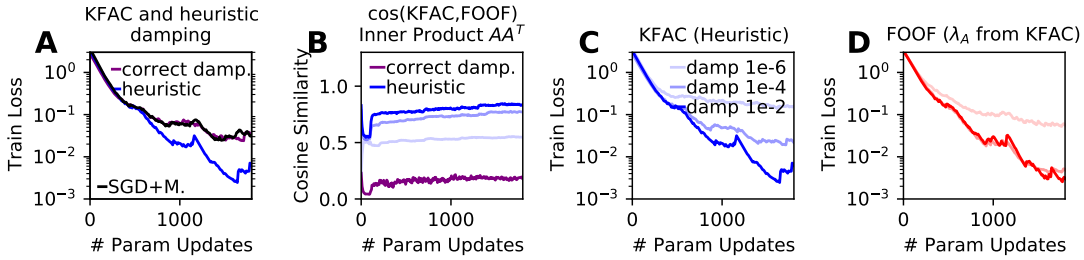 A
KFAC and heuristic
damping
Train Loss
10^0
10^-1
10^-2
10^-3
correct damp.
heuristic
SGD+M.
0
1000
# Param Updates
B
cos(KFAC,FOOF)
Inner Product AA^T
Cosine Similarity
1.0
0.5
0.0
correct damp.
heuristic
0
1000
# Param Updates
C
KFAC (Heuristic)
Train Loss
10^0
10^-1
10^-2
10^-3
damp 1e-6
damp 1e-4
damp 1e-2
0
1000
# Param Updates
D
FOOF (λ_A from KFAC)
Train Loss
10^0
10^-1
10^-2
10^-3
0
1000
# Param Updates